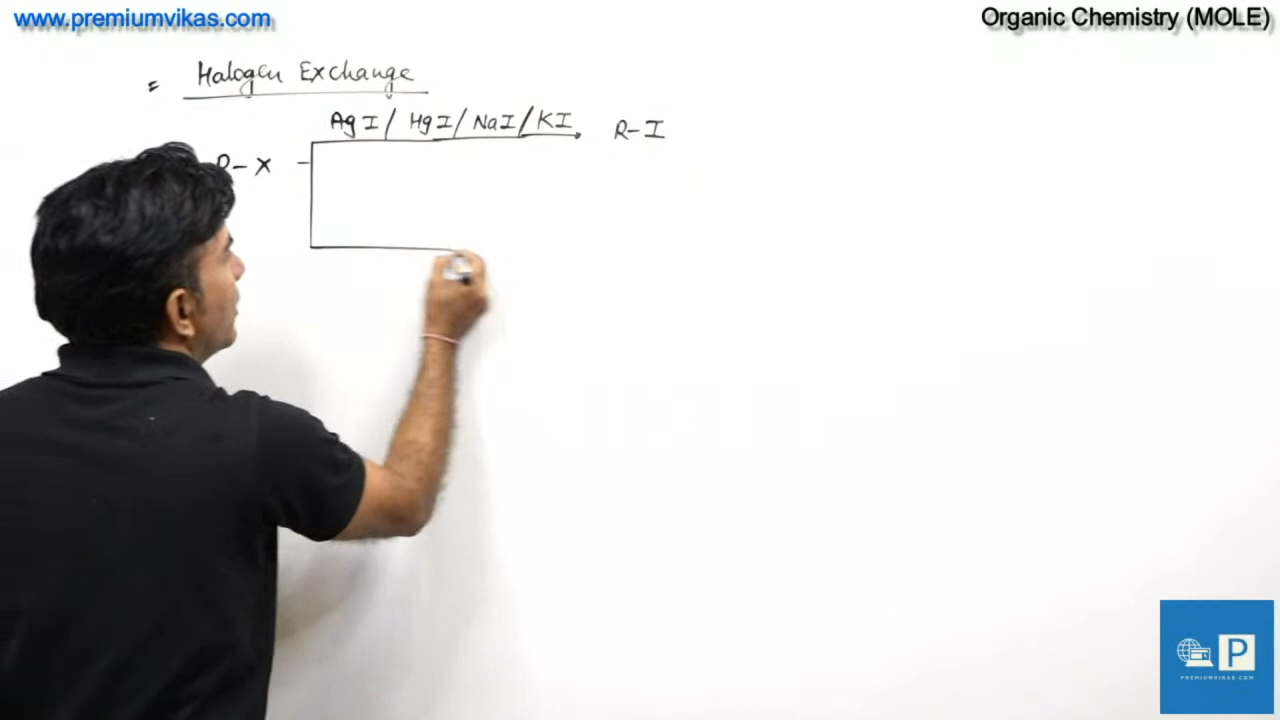 www.premiumvikas.com
Organic Chemistry (MOLE)
= Halogen Exchange
AgI / HgI / NaI / KI
R-I
R-X
P
PREMIUMVIKAS.COM